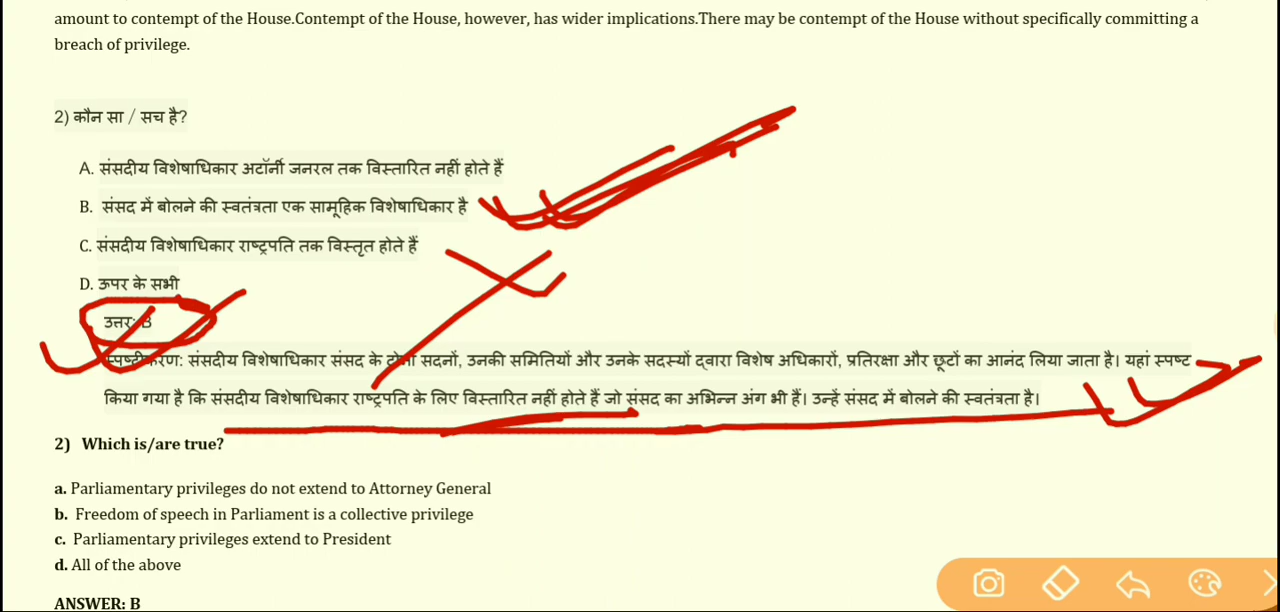 amount to contempt of the House.Contempt of the House, however, has wider implications.There may be contempt of the House without specifically committing a
breach of privilege.
2) कौन सा / सच है?
A. संसदीय विशेषाधिकार अटॉर्नी जनरल तक विस्तारित नहीं होते हैं
B. संसद में बोलने की स्वतंत्रता एक सामूहिक विशेषाधिकार है
C. संसदीय विशेषाधिकार राष्ट्रपति तक विस्तृत होते हैं
D. ऊपर के सभी
उत्तर: B
स्पष्टीकरण: संसदीय विशेषाधिकार संसद के दोनों सदनों, उनकी समितियों और उनके सदस्यों द्वारा विशेष अधिकारों, प्रतिरक्षा और छूटों का आनंद लिया जाता है। यहां स्पष्ट
किया गया है कि संसदीय विशेषाधिकार राष्ट्रपति के लिए विस्तारित नहीं होते हैं जो संसद का अभिन्न अंग भी हैं। उन्हें संसद में बोलने की स्वतंत्रता है।
2) Which is/are true?
a. Parliamentary privileges do not extend to Attorney General
b. Freedom of speech in Parliament is a collective privilege
c. Parliamentary privileges extend to President
d. All of the above
ANSWER: B